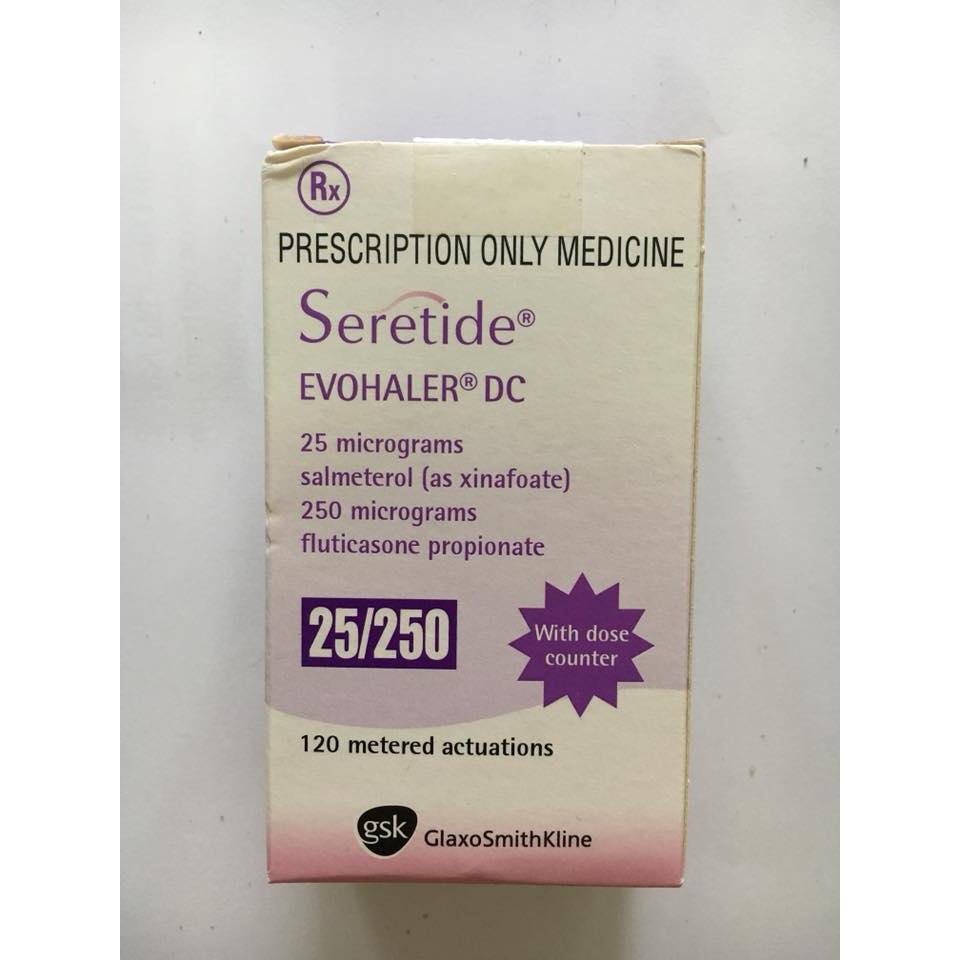 Rx
PRESCRIPTION ONLY MEDICINE
Seretide®
EVOHALER® DC
25 micrograms
salmeterol (as xinafoate)
250 micrograms
fluticasone propionate
25/250
With dose
counter
120 metered actuations
gsk GlaxoSmithKline